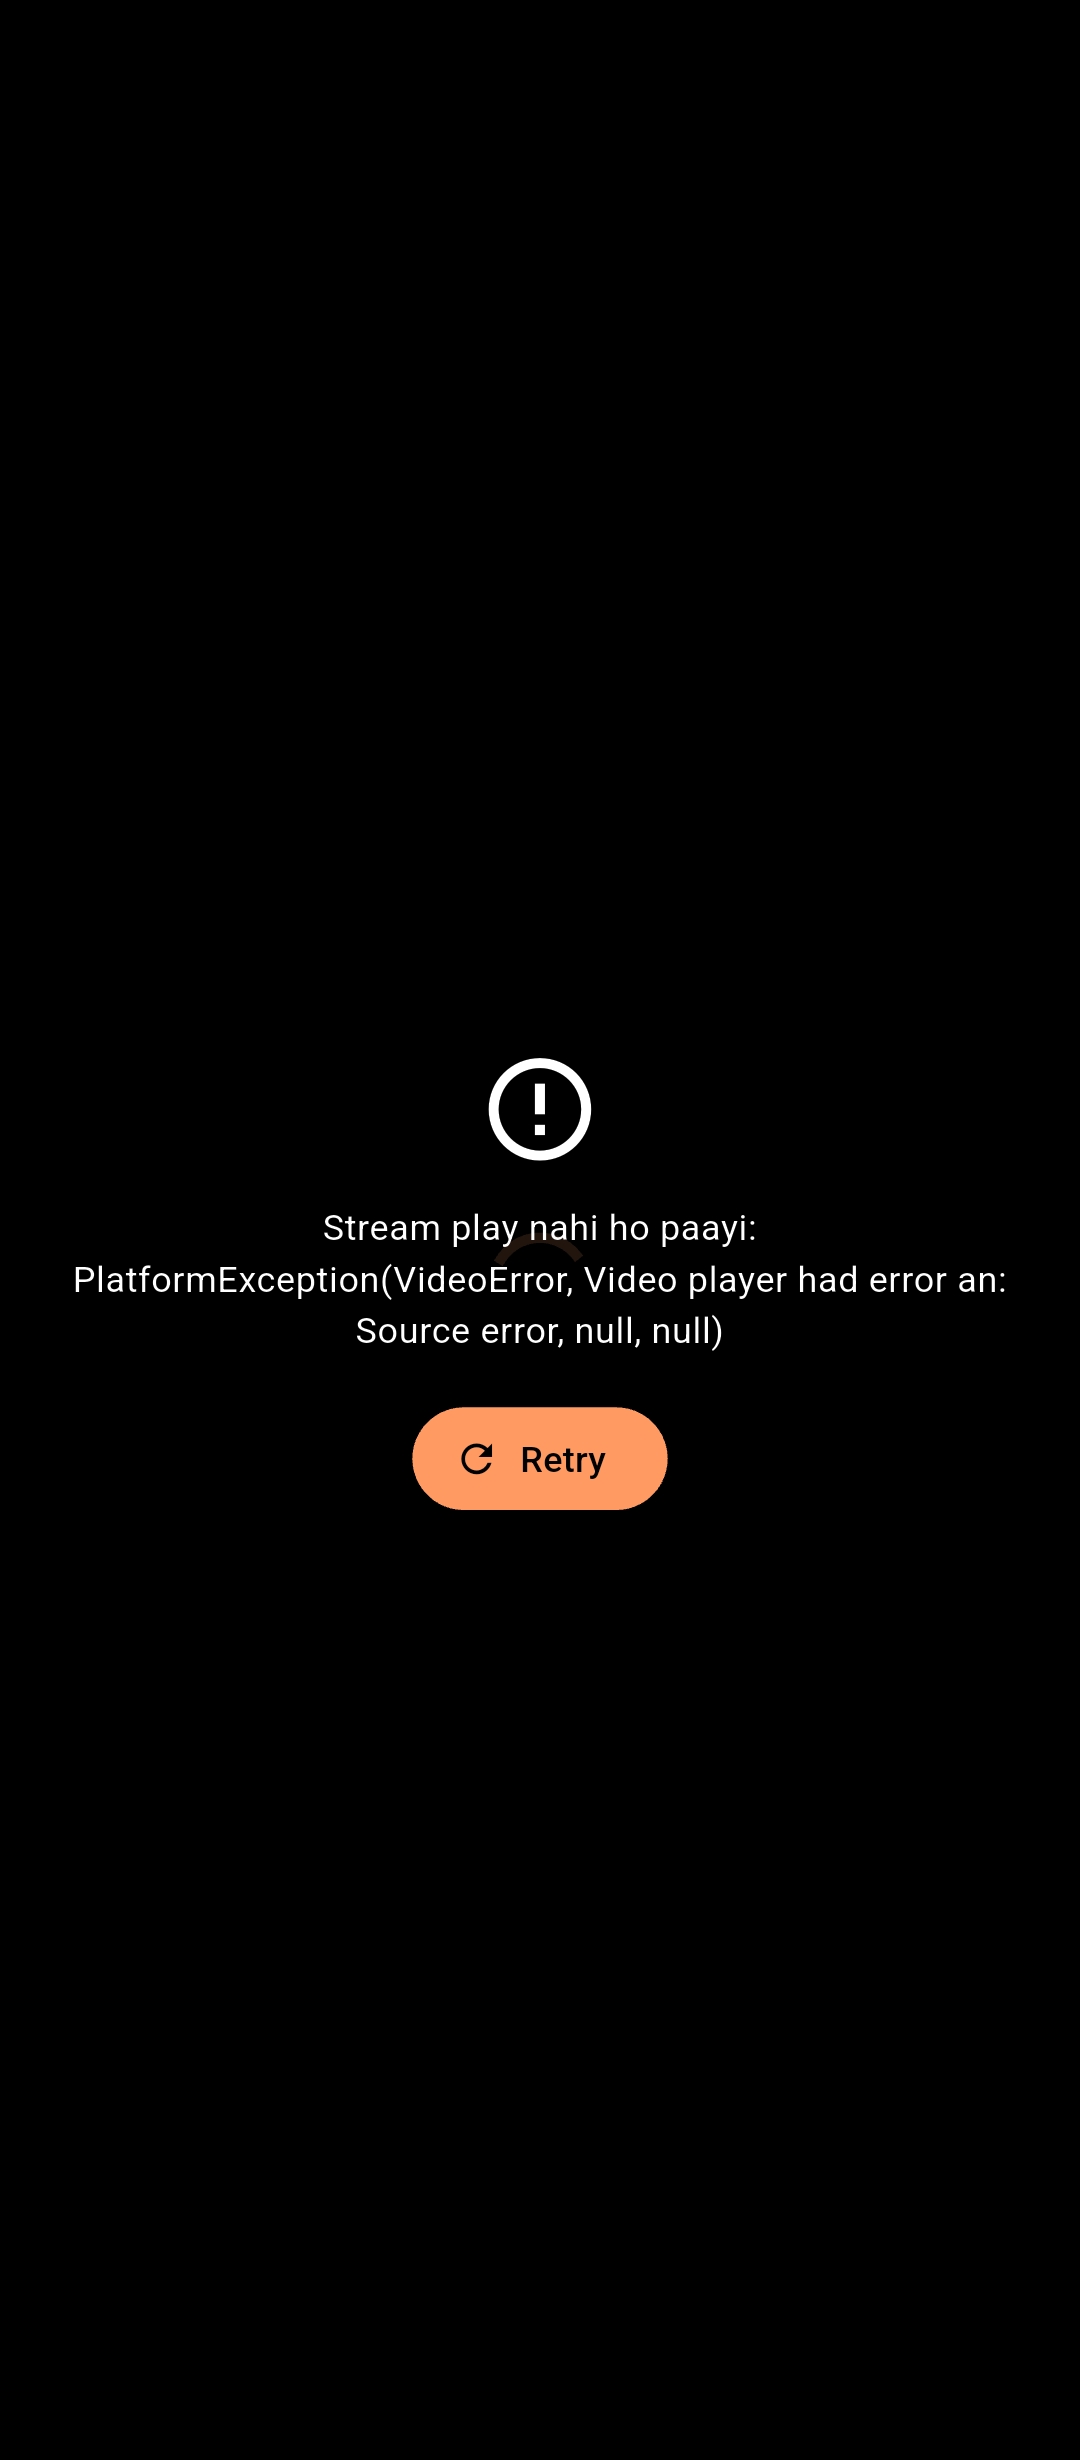 Stream play nahi ho paayi:
PlatformException(VideoError, Video player had error an:
Source error, null, null)
Retry